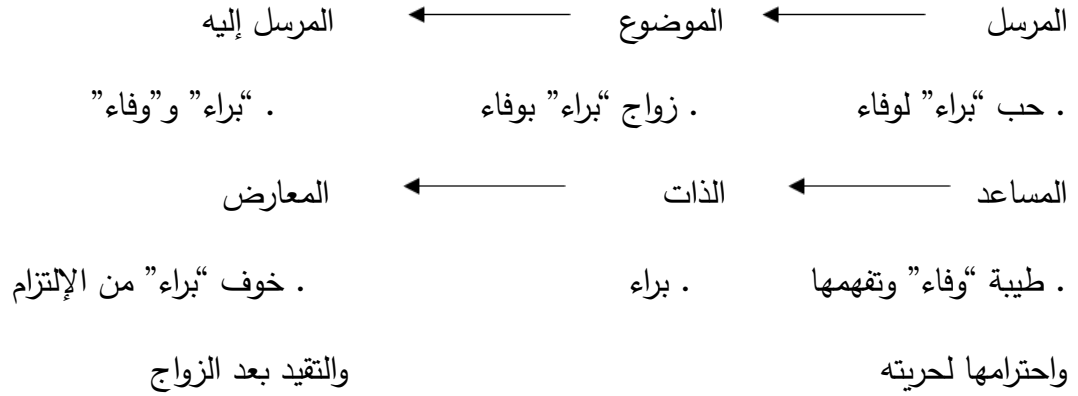 المرسل الموضوع المرسل إليه
. حب “براء” لوفاء . زواج “براء” بوفاء . “براء” و”وفاء”
المساعد الذات المعارض
. طيبة “وفاء” وتفهمها . براء . خوف “براء” من الإلتزام
واحترامها لحريته والتقيد بعد الزواج